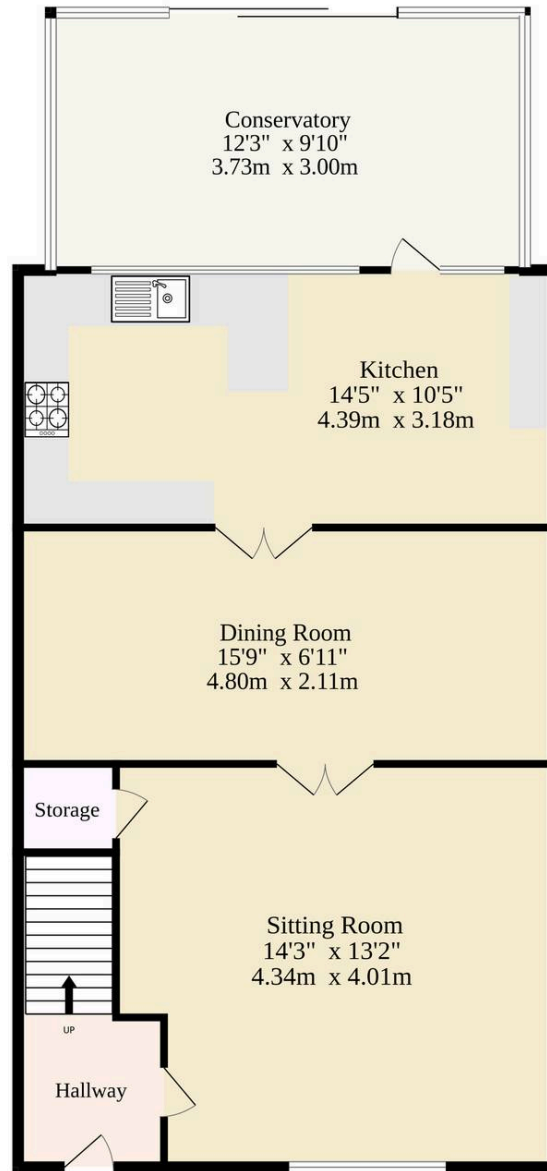 Conservatory
12'3" x 9'10"
3.73m x 3.00m
Kitchen
14'5" x 10'5"
4.39m x 3.18m
Dining Room
15'9" x 6'11"
4.80m x 2.11m
Storage
Sitting Room
14'3" x 13'2"
4.34m x 4.01m
UP
Hallway